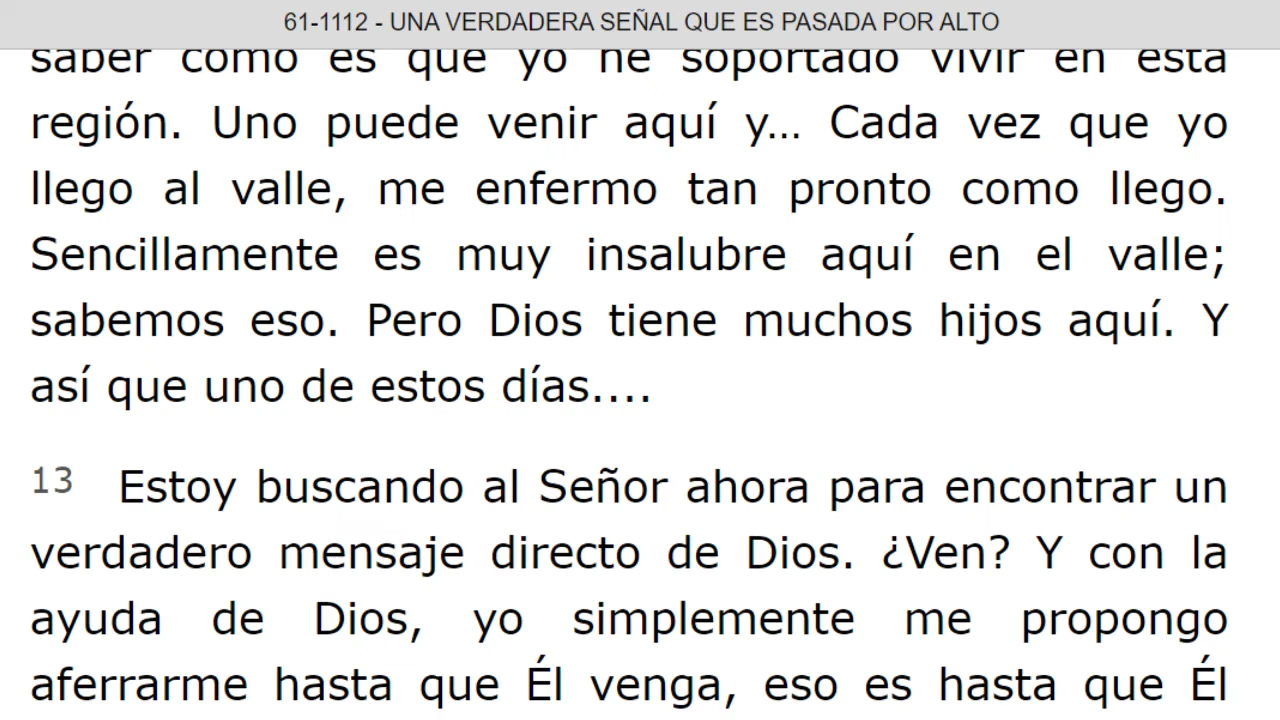 61-1112 - UNA VERDADERA SEÑAL QUE ES PASADA POR ALTO
saber cómo es que yo he soportado vivir en esta
región. Uno puede venir aquí y... Cada vez que yo
llego al valle, me enfermo tan pronto como llego.
Sencillamente es muy insalubre aquí en el valle;
sabemos eso. Pero Dios tiene muchos hijos aquí. Y
así que uno de estos días....
13 Estoy buscando al Señor ahora para encontrar un
verdadero mensaje directo de Dios. ¿Ven? Y con la
ayuda de Dios, yo simplemente me propongo
aferrarme hasta que Él venga, eso es hasta que Él